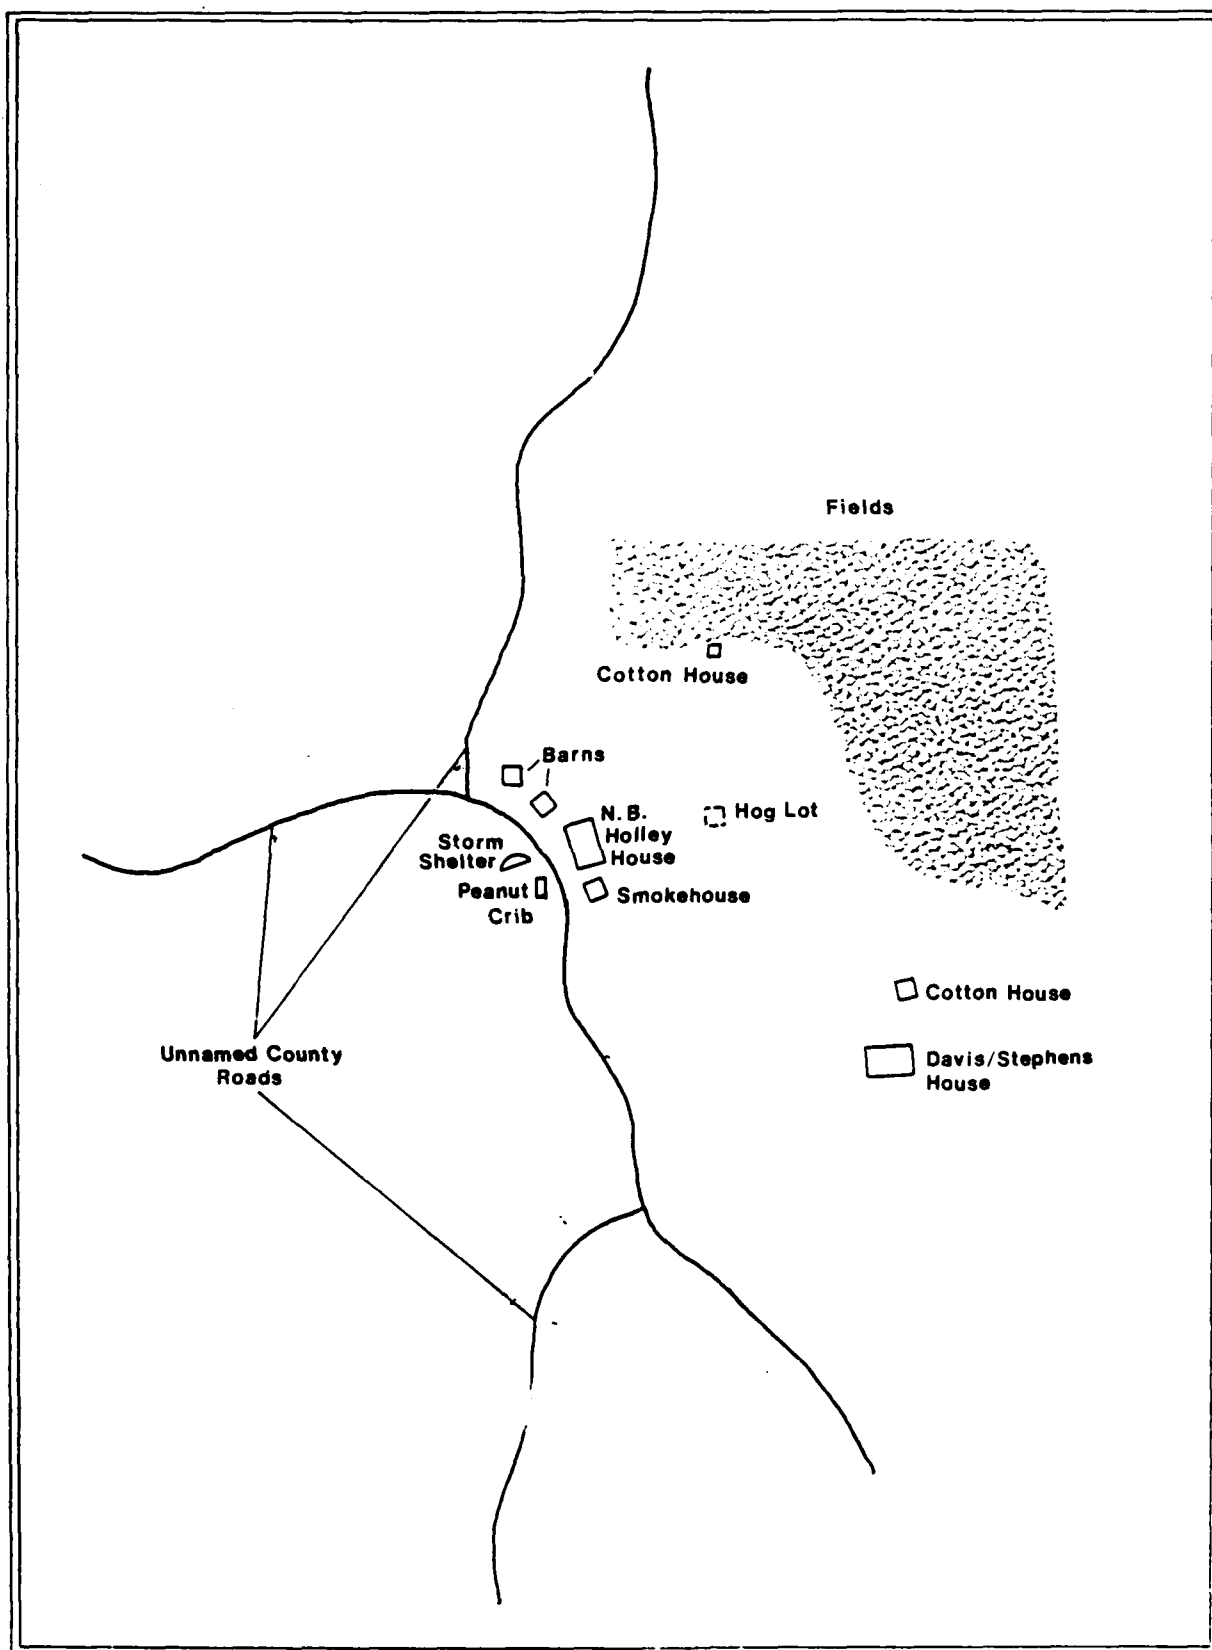 Fields
Cotton House
Barns
N.B.
Holley
House
Hog Lot
Storm
Shelter
Peanut
Crib
Smokehouse
Cotton House
Unnamed County
Roads
Davis/Stephens
House